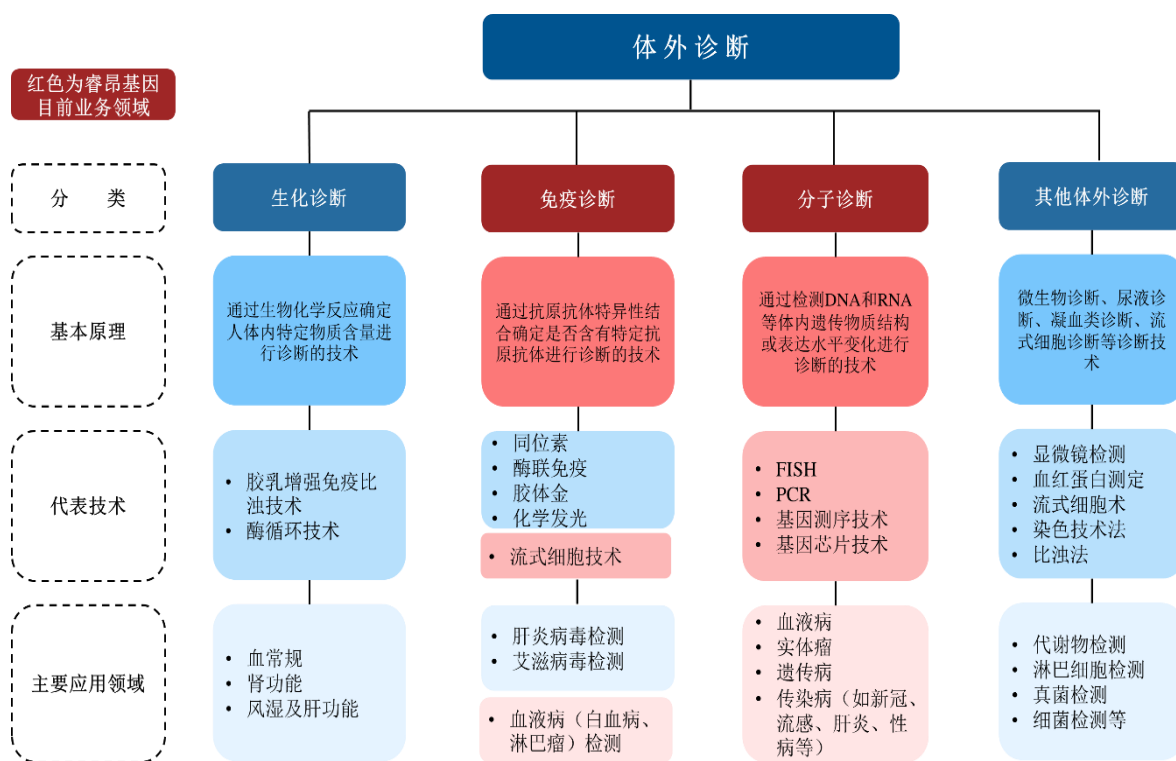 体外诊断
红色为睿昂基因
目前业务领域
分 类
生化诊断
免疫诊断
分子诊断
其他体外诊断
基本原理
通过生物化学反应确定
人体内特定物质含量进
行诊断的技术
通过抗原抗体特异性结
合确定是否含有特定抗
原抗体进行诊断的技术
通过检测DNA和RNA
等体内遗传物质结构
或表达水平变化进行
诊断的技术
微生物诊断、尿液诊
断、凝血类诊断、流
式细胞诊断等诊断技
术
代表技术
• 胶乳增强免疫比
浊技术
• 酶循环技术
• 同位素
• 酶联免疫
• 胶体金
• 化学发光
• 流式细胞技术
• FISH
• PCR
• 基因测序技术
• 基因芯片技术
• 显微镜检测
• 血红蛋白测定
• 流式细胞术
• 染色技术法
• 比浊法
主要应用领域
• 血常规
• 肾功能
• 风湿及肝功能
• 肝炎病毒检测
• 艾滋病毒检测
• 血液病（白血病、
淋巴瘤）检测
• 血液病
• 实体瘤
• 遗传病
• 传染病（如新冠、
流感、肝炎、性
病等）
• 代谢物检测
• 淋巴细胞检测
• 真菌检测
• 细菌检测等